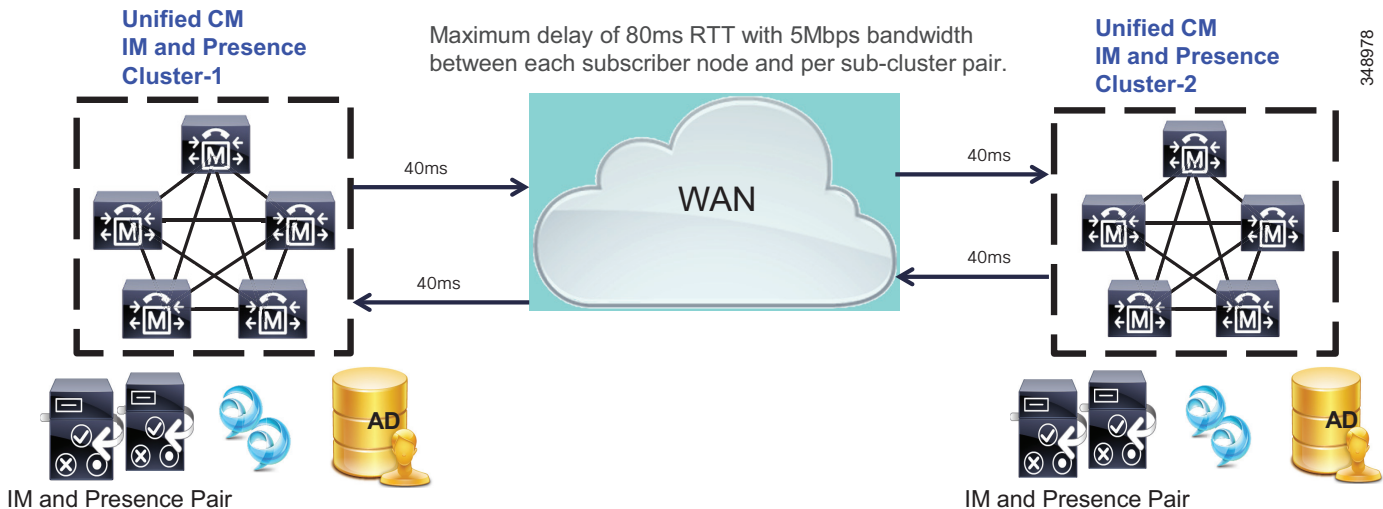 Unified CM
IM and Presence
Cluster-1
Maximum delay of 80ms RTT with 5Mbps bandwidth
between each subscriber node and per sub-cluster pair.
Unified CM
IM and Presence
Cluster-2
348978
M
M
M
M
M
40ms
40ms
WAN
40ms
40ms
M
M
M
M
M
AD
IM and Presence Pair
AD
IM and Presence Pair